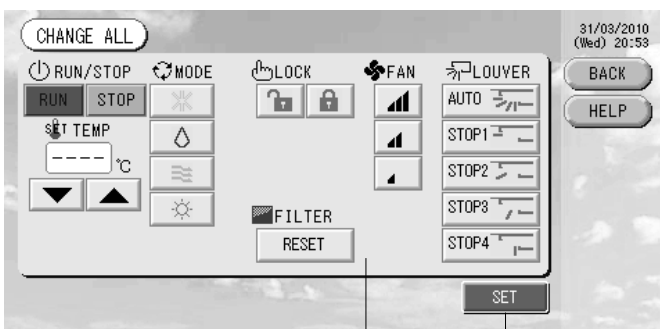 CHANGE ALL
31/03/2010
(Wed) 20:53
RUN/STOP
MODE
LOCK
FAN
LOUVER
BACK
RUN
STOP
AUTO
HELP
SET TEMP
STOP1
----°C
STOP2
STOP3
FILTER
RESET
STOP4
SET